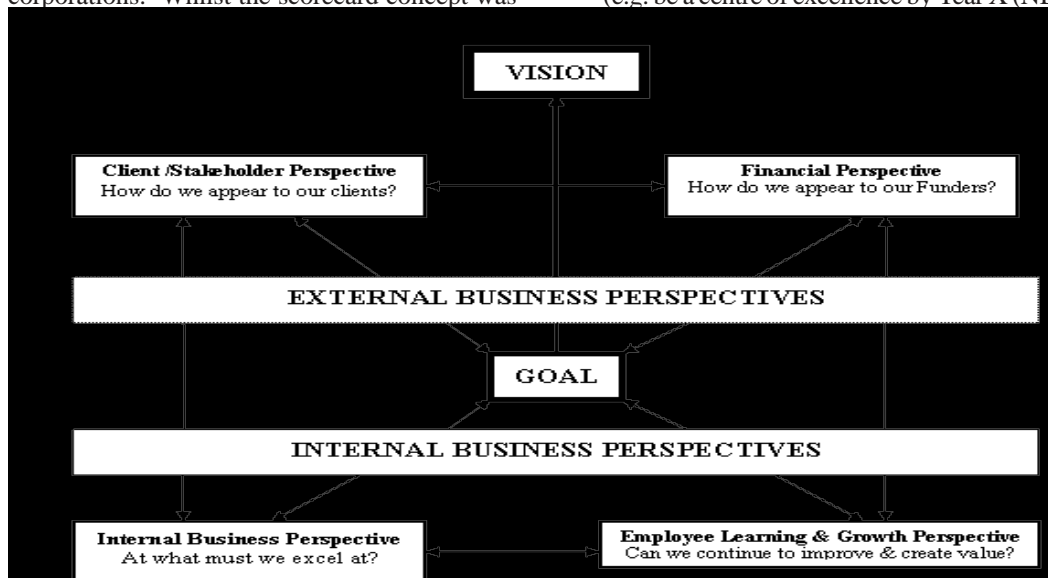 corporations. Whilst the scorecard concept was
(e.g. be a centre of excellence by Year X
VISION
Client /Stakeholder Perspective
How do we appear to our clients?
Financial Perspective
How do we appear to our Funders?
EXTERNAL BUSINESS PERSPECTIVES
GOAL
INTERNAL BUSINESS PERSPECTIVES
Internal Business Perspective
At what must we excel at?
Employee Learning & Growth Perspective
Can we continue to improve & create value?